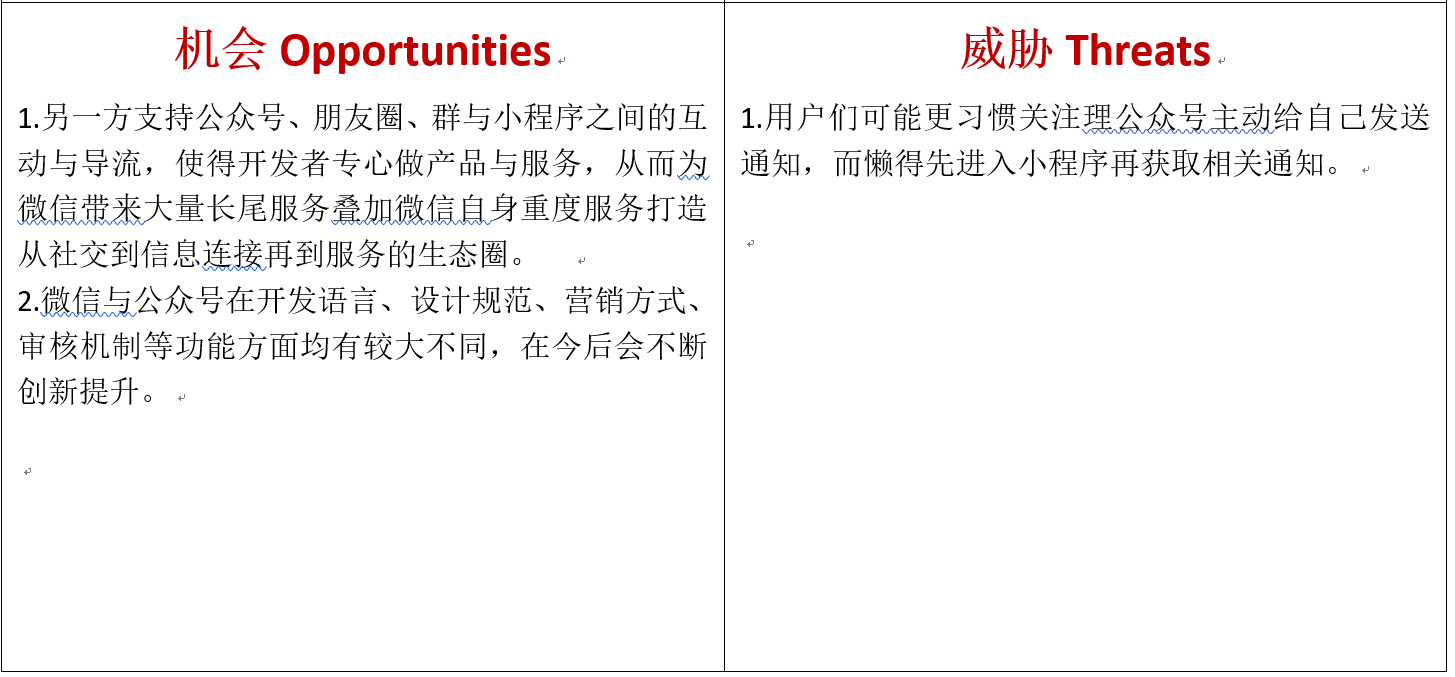 机会 Opportunities
1.另一方支持公众号、朋友圈、群与小程序之间的互
动与导流，使得开发者专心做产品与服务，从而为
微信带来大量长尾服务叠加微信自身重度服务打造
从社交到信息连接再到服务的生态圈。
2.微信与公众号在开发语言、设计规范、营销方式、
审核机制等功能方面均有较大不同，在今后会不断
创新提升。
威胁 Threats
1.用户们可能更习惯关注理公众号主动给自己发送
通知，而懒得先进入小程序再获取相关通知。